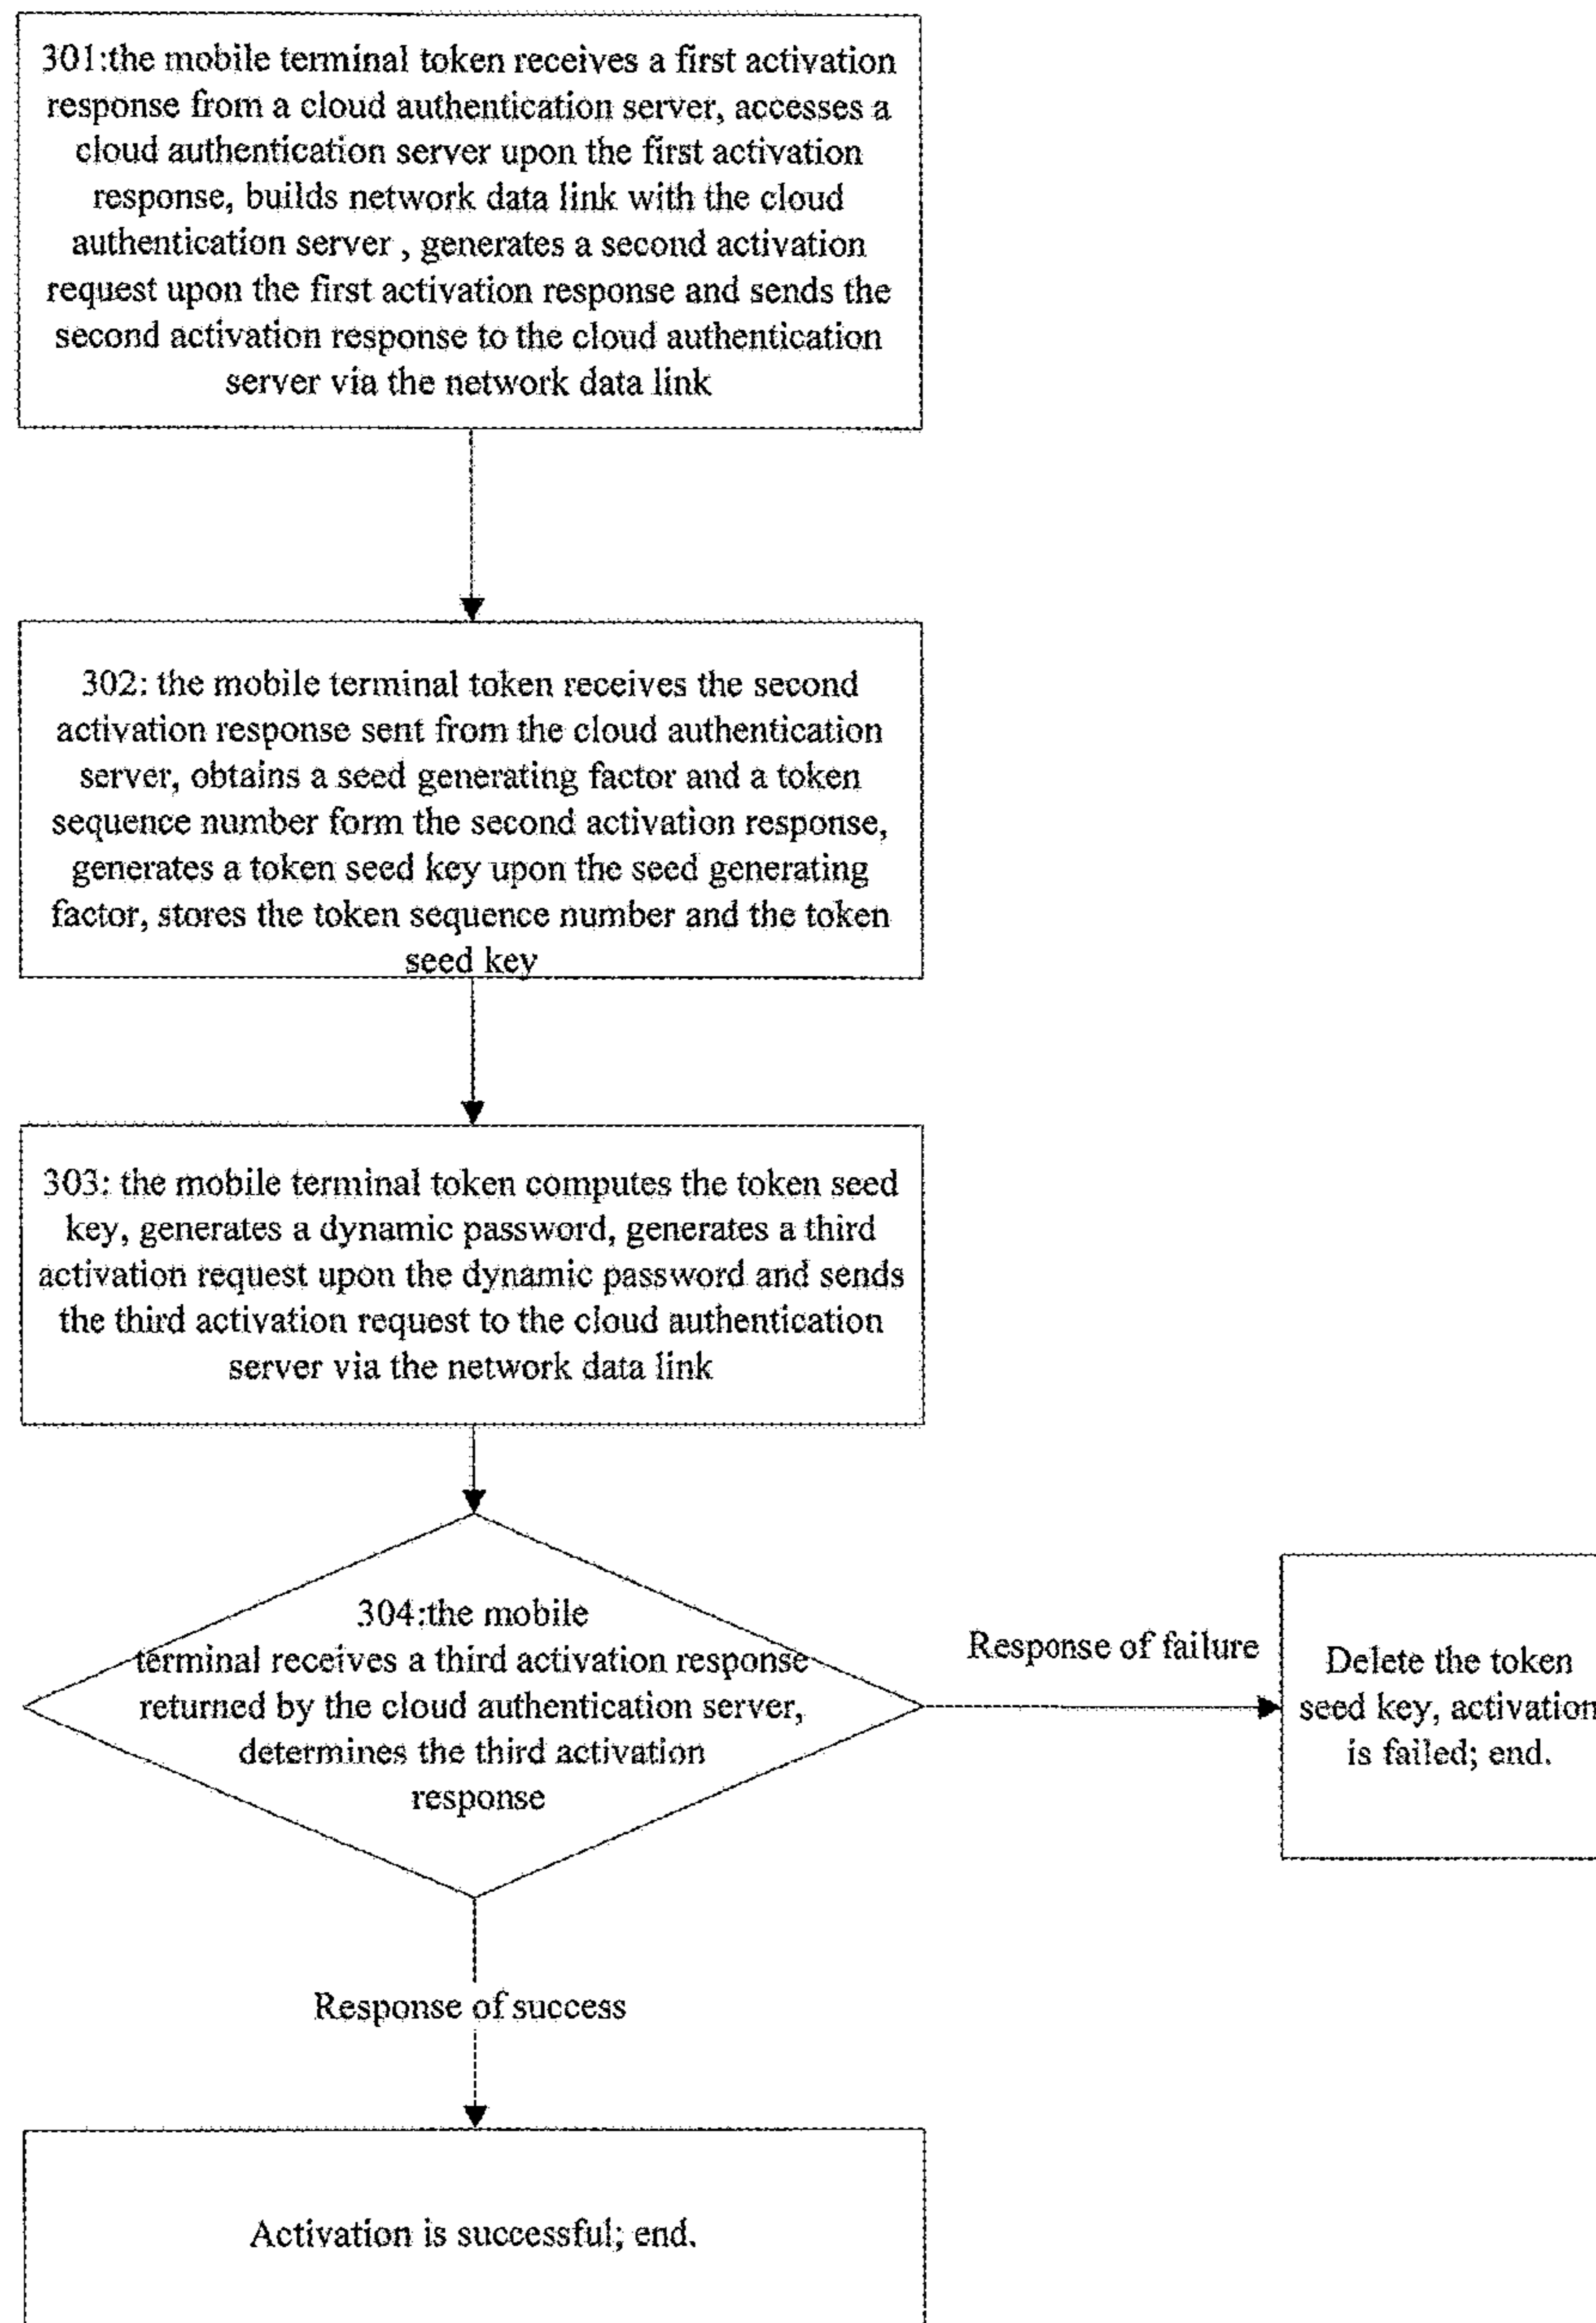 301:the mobile terminal token receives a first activation
response from a cloud authentication server, accesses a
cloud authentication server upon the first activation
response, builds network data link with the cloud
authentication server , generates a second activation
request upon the first activation response and sends the
second activation response to the cloud authentication
server via the network data link
302: the mobile terminal token receives the second
activation response sent from the cloud authentication
server, obtains a seed generating factor and a token
sequence number form the second activation response,
generates a token seed key upon the seed generating
factor, stores the token sequence number and the token
seed key
303: the mobile terminal token computes the token seed
key, generates a dynamic password, generates a third
activation request upon the dynamic password and sends
the third activation request to the cloud authentication
server via the network data link
304:the mobile
terminal receives a third activation response
returned by the cloud authentication server,
determines the third activation
response
Response of failure
Delete the token
seed key, activation
is failed; end.
Response of success
Activation is successful; end.